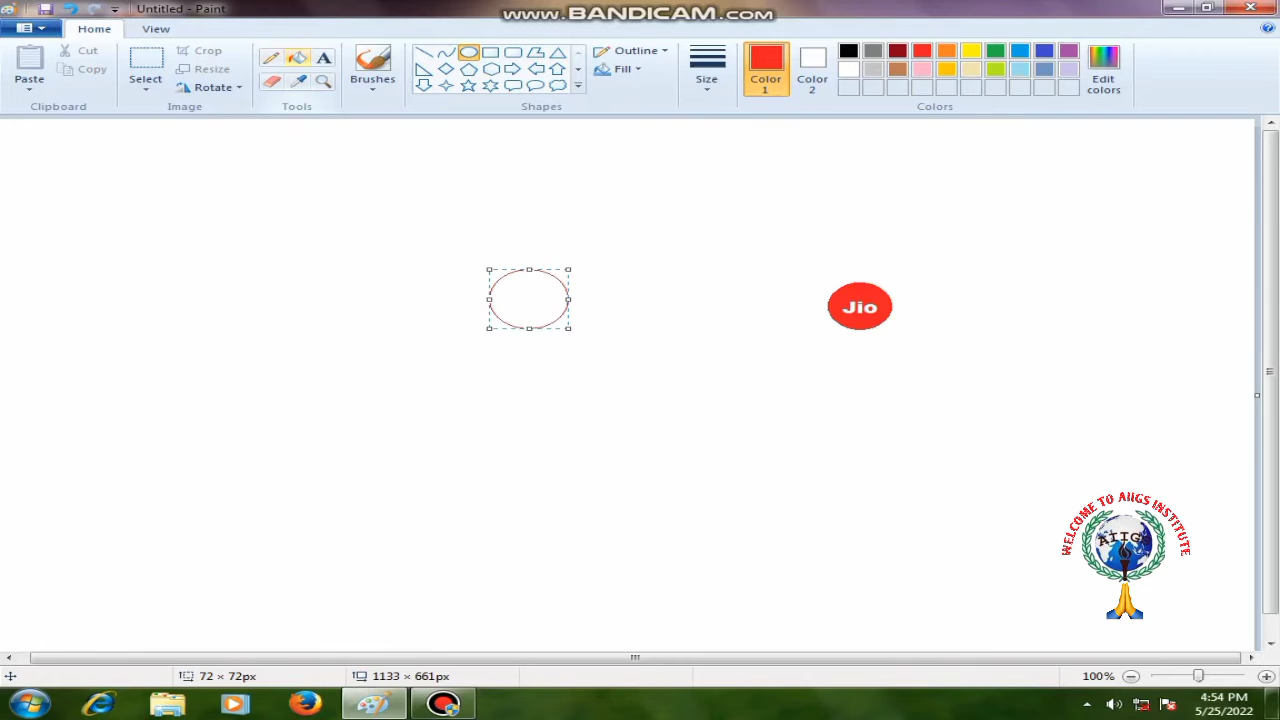 Untitled - Paint
www.BANDICAM.com
Home
View
Paste
Cut
Copy
Clipboard
Select
Crop
Resize
Rotate
Image
Tools
Brushes
Outline
Fill
Shapes
Size
Color 1
Color 2
Edit colors
Colors
Jio
WELCOME TO AIIGS INSTITUTE
AIIG
72 × 72px
1133 × 661px
100%
4:54 PM
5/25/2022